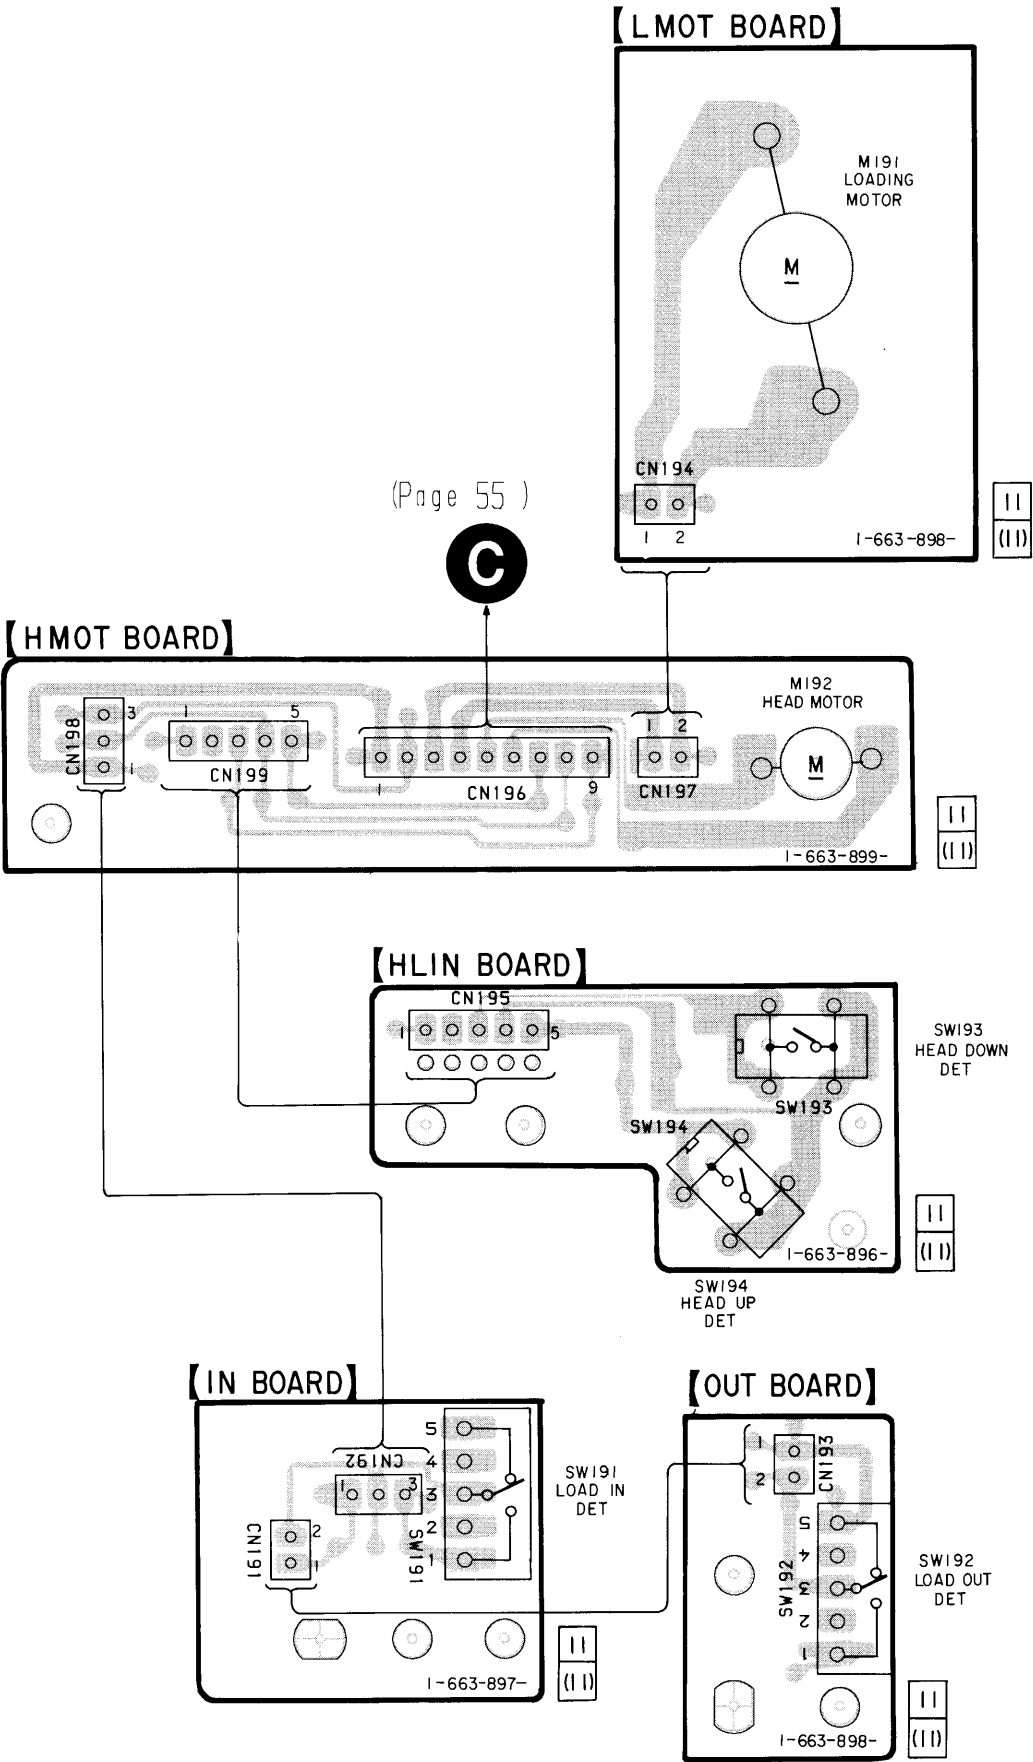 【LMOT BOARD】
M191
LOADING
MOTOR
M
CN194
1 2
1-663-898-
11
(11)
(Page 55 )
C
【HMOT BOARD】
CN198
3
1
1 5
CN199
1 9
CN196
1 2
CN197
M192
HEAD MOTOR
M
1-663-899-
11
(11)
【HLIN BOARD】
CN195
1 5
SW193
HEAD DOWN
DET
SW193
SW194
1-663-896-
11
(11)
SW194
HEAD UP
DET
【IN BOARD】
CN192
1 3
5
4
3
2
1
SW191
SW191
LOAD IN
DET
CN191
2
1
1-663-897-
11
(11)
【OUT BOARD】
1
2
CN193
5
4
3
2
1
SW192
SW192
LOAD OUT
DET
1-663-898-
11
(11)